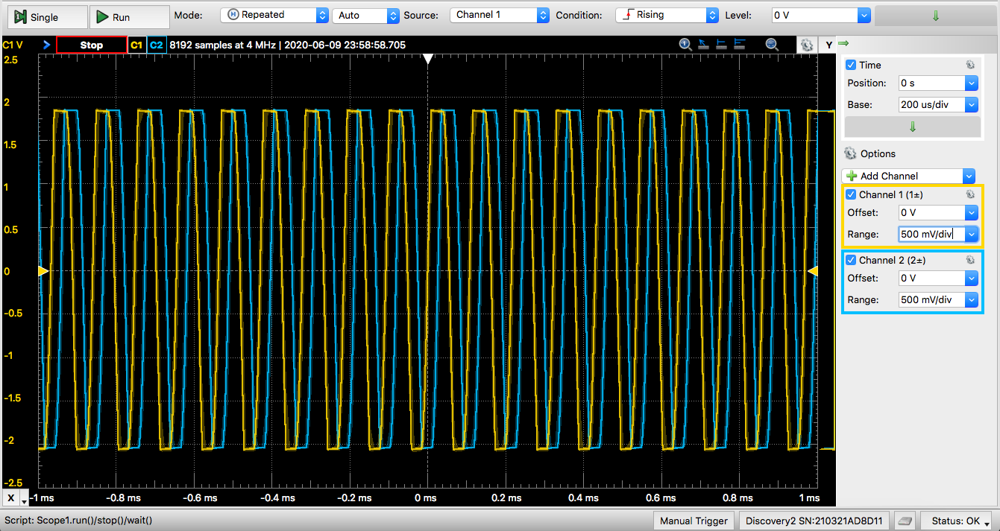 Single Run Mode: Repeated Auto Source: Channel 1 Condition: Rising Level: 0 V
C1 V Stop C1 C2 8192 samples at 4 MHz | 2020-06-09 23:58:58.705 Y
2.5
2
1.5
1
0.5
0
-0.5
-1
-1.5
-2
-2.5
X -1 ms -0.8 ms -0.6 ms -0.4 ms -0.2 ms 0 ms 0.2 ms 0.4 ms 0.6 ms 0.8 ms 1 ms
Time
Position: 0 s
Base: 200 us/div
Options
Add Channel
Channel 1 (1±)
Offset: 0 V
Range: 500 mV/div
Channel 2 (2±)
Offset: 0 V
Range: 500 mV/div
Script: Scope1.run()/stop()/wait() Manual Trigger Discovery2 SN:210321AD8D11 Status: OK